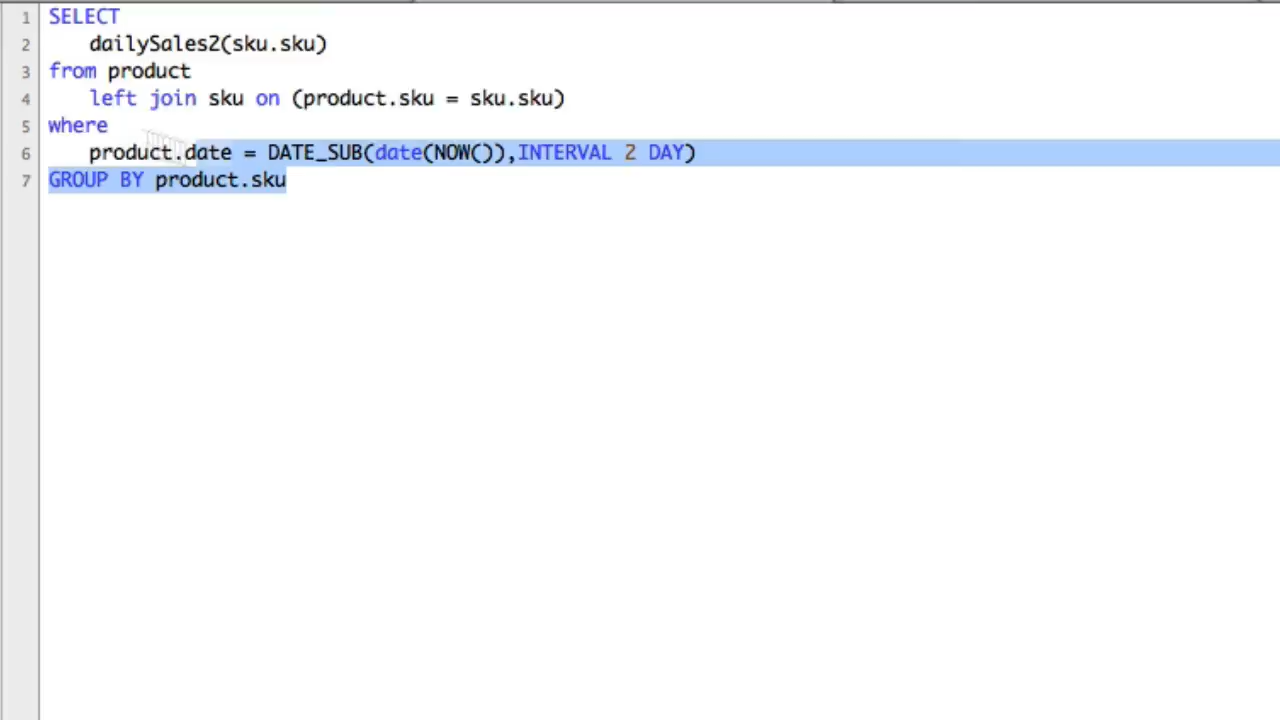 1 SELECT
2 dailySales2(sku.sku)
3 from product
4 left join sku on (product.sku = sku.sku)
5 where
6 product.date = DATE_SUB(date(NOW()),INTERVAL 2 DAY)
7 GROUP BY product.sku